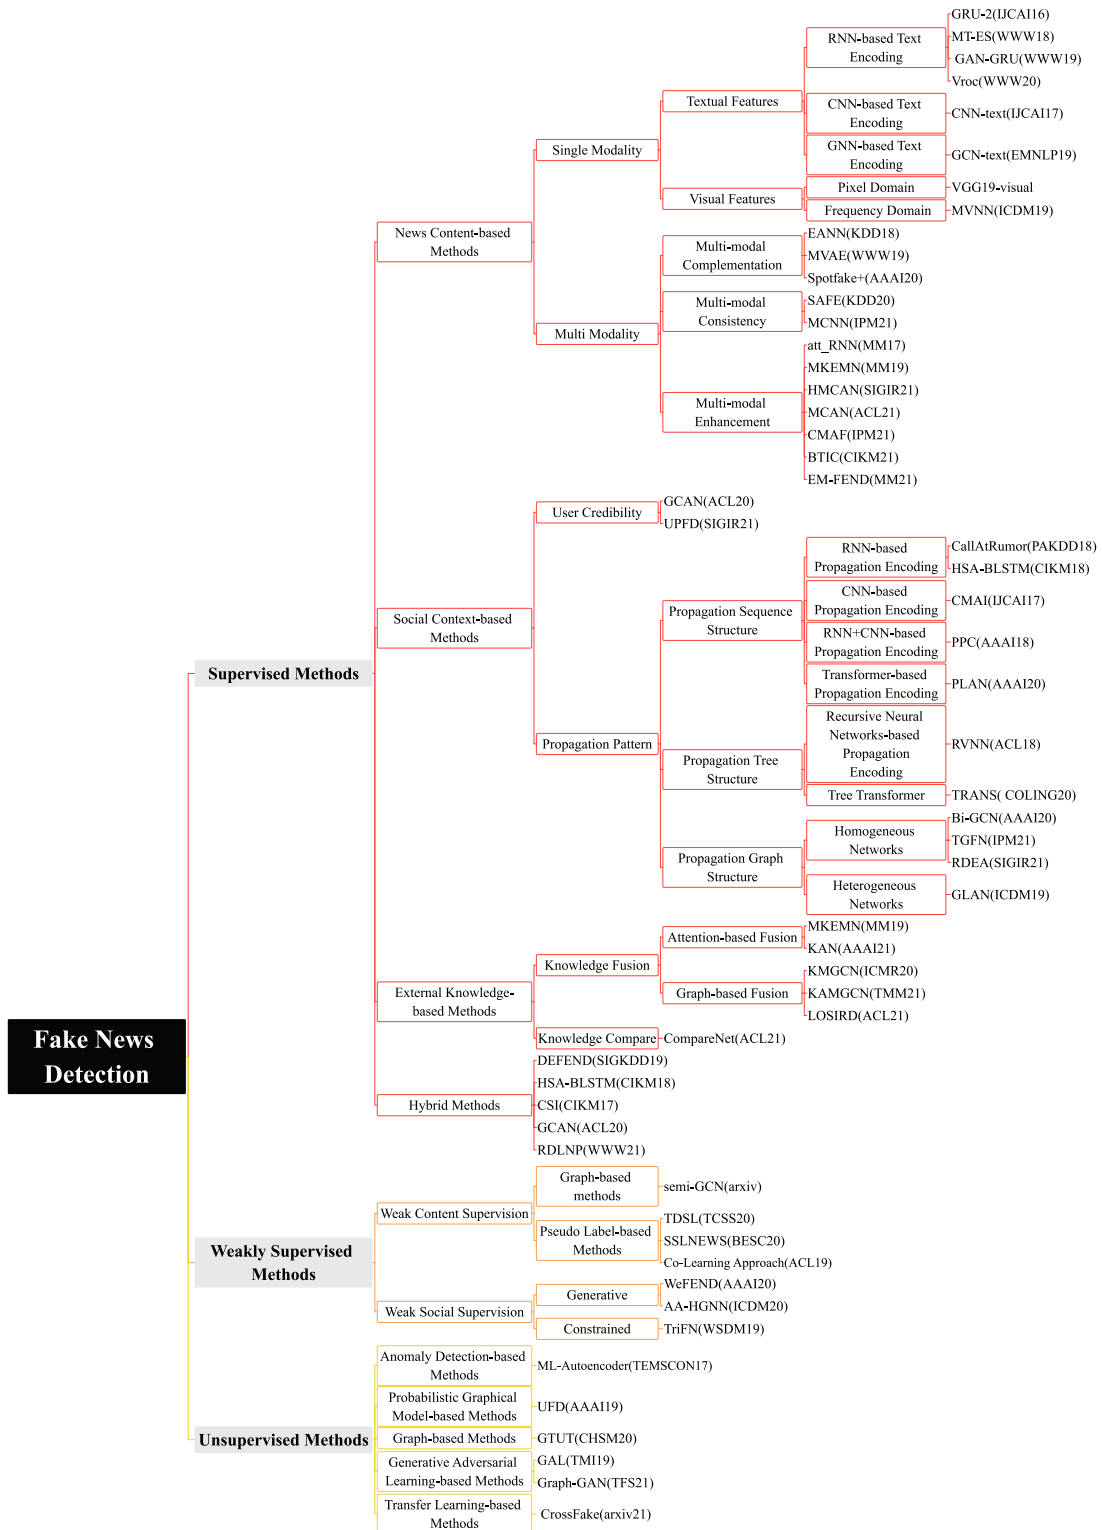 Fake News
Detection
Supervised Methods
News Content-based
Methods
Single Modality
Textual Features
RNN-based Text
Encoding
GRU-2(IJCAI16)
MT-ES(WWW18)
GAN-GRU(WWW19)
Vroc(WWW20)
CNN-based Text
Encoding
CNN-text(IJCAI17)
GNN-based Text
Encoding
GCN-text(EMNLP19)
Visual Features
Pixel Domain
VGG19-visual
Frequency Domain
MVNN(ICDM19)
Multi Modality
Multi-modal
Complementation
EANN(KDD18)
MVAE(WWW19)
Spotfake+(AAAI20)
Multi-modal
Consistency
SAFE(KDD20)
MCNN(IPM21)
Multi-modal
Enhancement
att_RNN(MM17)
MKEMN(MM19)
HMCAN(SIGIR21)
MCAN(ACL21)
CMAF(IPM21)
BTIC(CIKM21)
EM-FEND(MM21)
Social Context-based
Methods
User Credibility
GCAN(ACL20)
UPFD(SIGIR21)
Propagation Pattern
Propagation Sequence
Structure
RNN-based
Propagation Encoding
CallAtRumor(PAKDD18)
HSA-BLSTM(CIKM18)
CNN-based
Propagation Encoding
CMAI(IJCAI17)
RNN+CNN-based
Propagation Encoding
PPC(AAAI18)
Transformer-based
Propagation Encoding
PLAN(AAAI20)
Propagation Tree
Structure
Recursive Neural
Networks-based
Propagation
Encoding
RVNN(ACL18)
Tree Transformer
TRANS( COLING20)
Propagation Graph
Structure
Homogeneous
Networks
Bi-GCN(AAAI20)
TGFN(IPM21)
RDEA(SIGIR21)
Heterogeneous
Networks
GLAN(ICDM19)
External Knowledge-
based Methods
Knowledge Fusion
Attention-based Fusion
MKEMN(MM19)
KAN(AAAI21)
Graph-based Fusion
KMGCN(ICMR20)
KAMGCN(TMM21)
LOSIRD(ACL21)
Knowledge Compare
CompareNet(ACL21)
Hybrid Methods
DEFEND(SIGKDD19)
HSA-BLSTM(CIKM18)
CSI(CIKM17)
GCAN(ACL20)
RDLNP(WWW21)
Weakly Supervised
Methods
Weak Content Supervision
Graph-based
methods
semi-GCN(arxiv)
Pseudo Label-based
Methods
TDSL(TCSS20)
SSLNEWS(BESC20)
Co-Learning Approach(ACL19)
Weak Social Supervision
Generative
WeFEND(AAAI20)
AA-HGNN(ICDM20)
Constrained
TriFN(WSDM19)
Unsupervised Methods
Anomaly Detection-based
Methods
ML-Autoencoder(TEMSCON17)
Probabilistic Graphical
Model-based Methods
UFD(AAAI19)
Graph-based Methods
GTUT(CHSM20)
Generative Adversarial
Learning-based Methods
GAL(TMI19)
Graph-GAN(TFS21)
Transfer Learning-based
Methods
CrossFake(arxiv21)